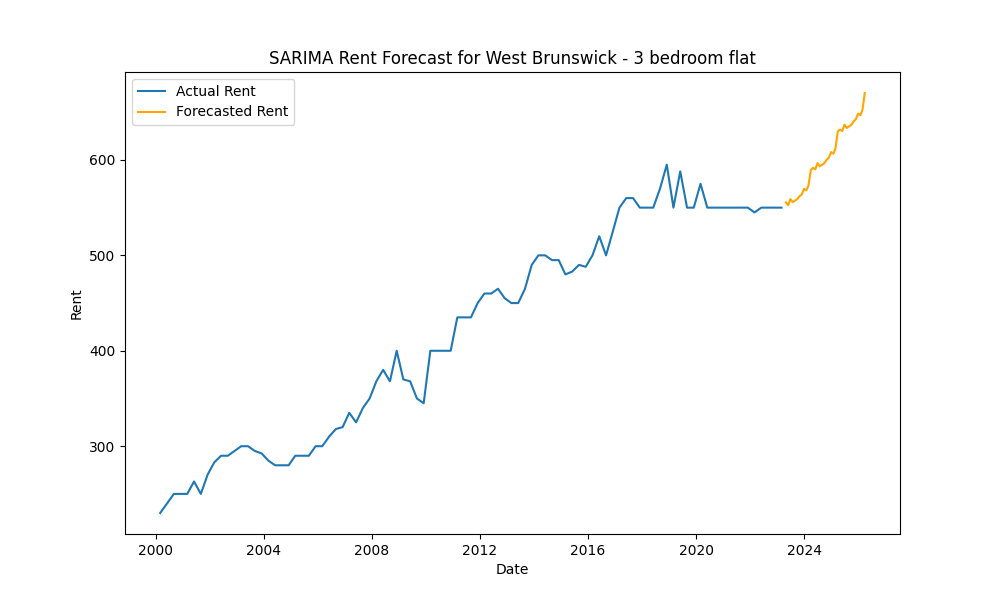 SARIMA Rent Forecast for West Brunswick - 3 bedroom flat
Actual Rent
Forecasted Rent
600
500
400
300
Rent
2000 2004 2008 2012 2016 2020 2024
Date